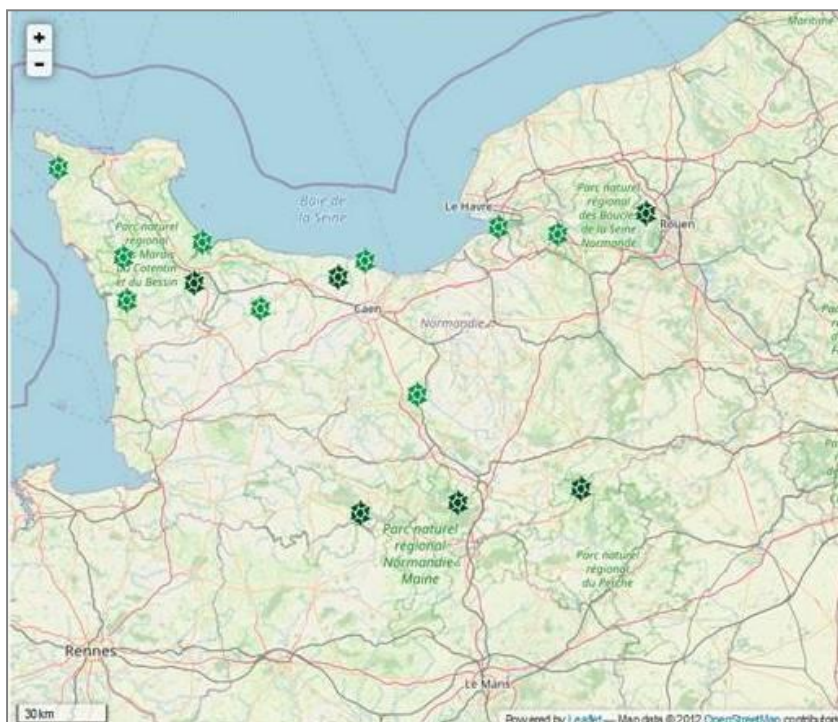 +
Maritime
−
Baie de
la Seine
Le Havre
Parc naturel
régional
des Boucles
de la Seine
Normande
Rouen
Parc naturel
régional
Marais
du Cotentin
et du Bessin
Caen
Normandie
Parc naturel
régional
Normandie-
Maine
Parc naturel
régional
du Perche
Rennes
Le Mans
30 km
Powered by Leaflet — Map data © 2012 OpenStreetMap